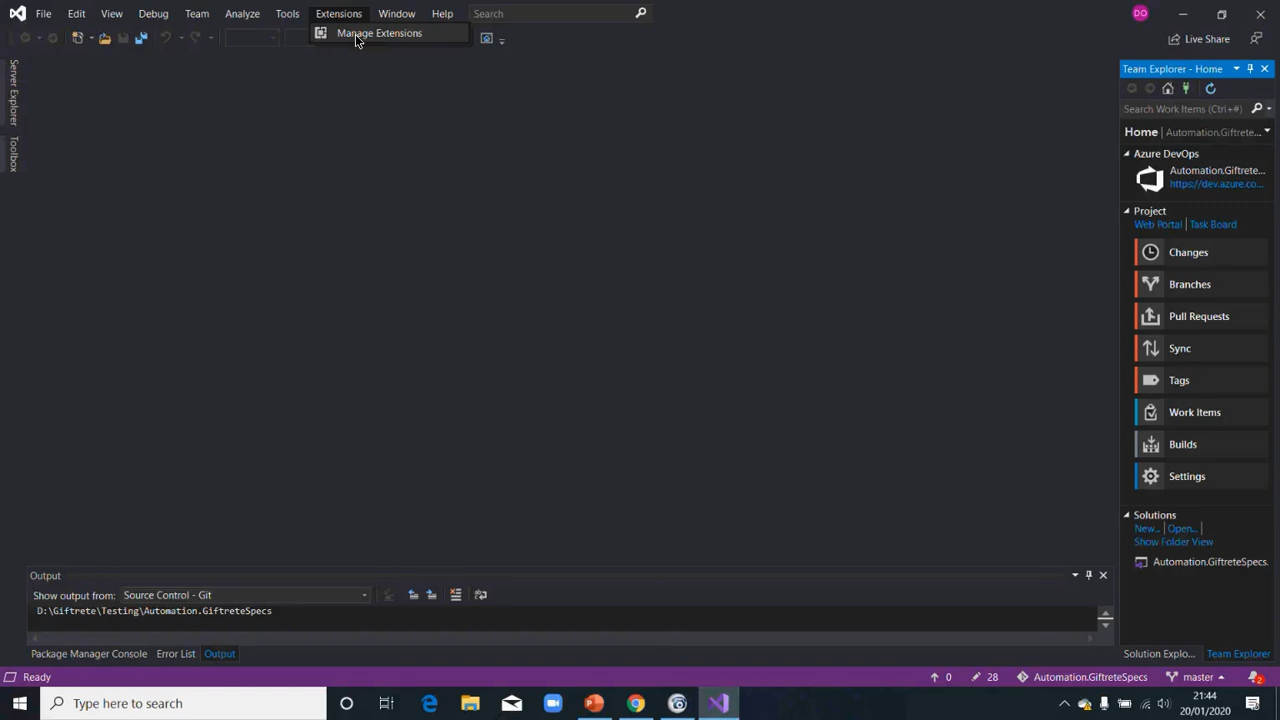 File Edit View Debug Team Analyze Tools Extensions Window Help Search DO
Manage Extensions
Live Share
Server Explorer
Toolbox
Team Explorer - Home
Search Work Items (Ctrl+#)
Home | Automation.Giftrete...
Azure DevOps
Automation.Giftrete...
https://dev.azure.co...
Project
Web Portal | Task Board
Changes
Branches
Pull Requests
Sync
Tags
Work Items
Builds
Settings
Solutions
New... | Open... |
Show Folder View
Automation.GiftreteSpecs.
Output
Show output from: Source Control - Git
D:\Giftrete\Testing\Automation.GiftreteSpecs
Package Manager Console Error List Output
Solution Explo... Team Explorer
Ready 0 28 Automation.GiftreteSpecs master 2
Type here to search
21:44
20/01/2020